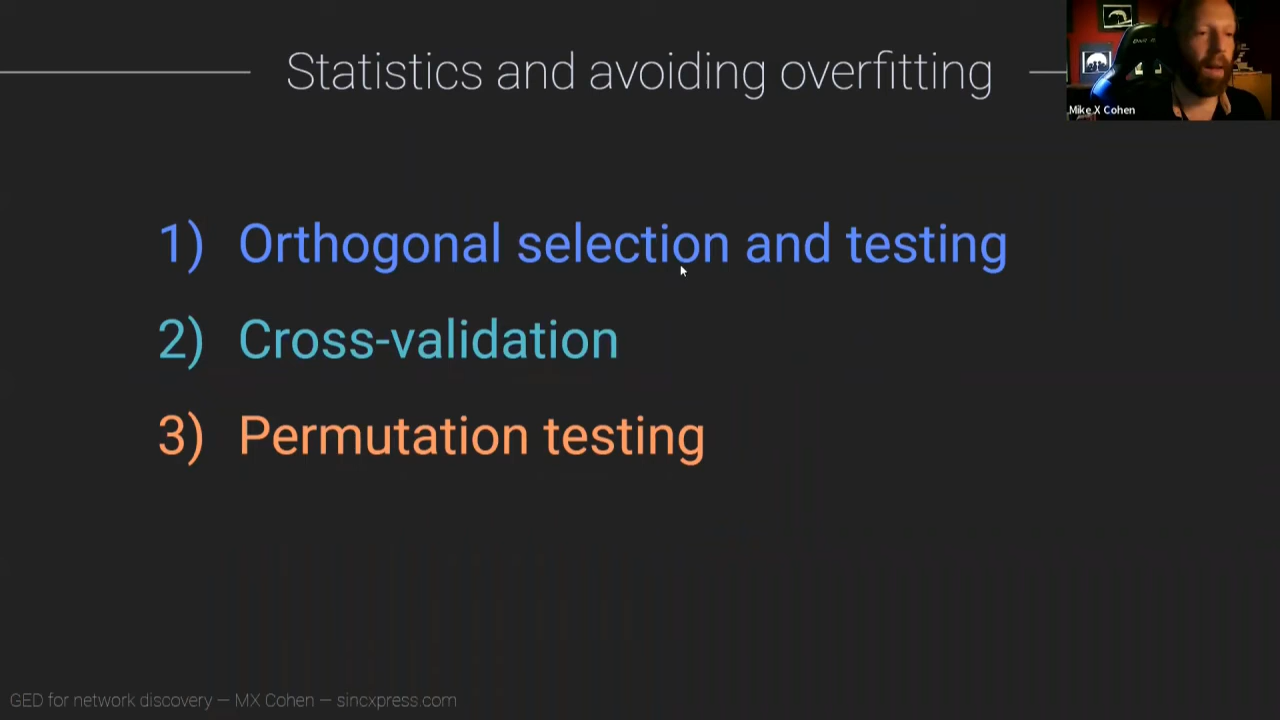 Statistics and avoiding overfitting
Mike X Cohen
1) Orthogonal selection and testing
2) Cross-validation
3) Permutation testing
GED for network discovery — MX Cohen — sincxpress.com